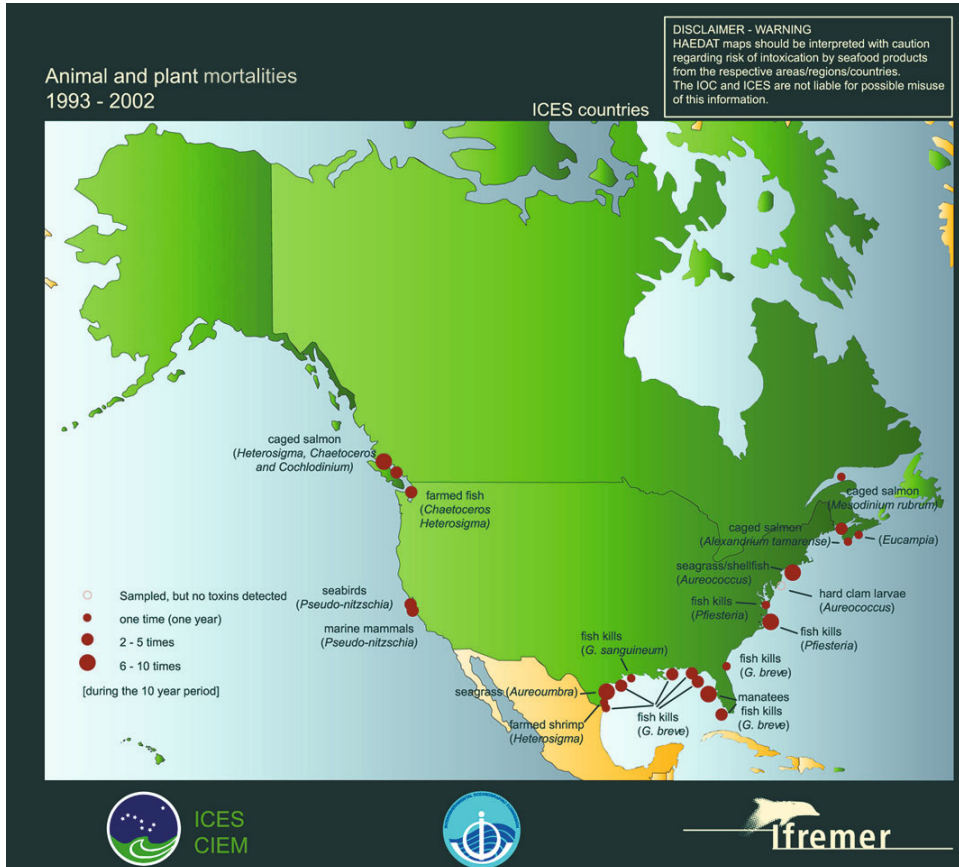 DISCLAIMER - WARNING
HAEDAT maps should be interpreted with caution
regarding risk of intoxication by seafood products
from the respective areas/regions/countries.
The IOC and ICES are not liable for possible misuse
of this information.
Animal and plant mortalities
1993 - 2002
ICES countries
caged salmon
(Heterosigma, Chaetoceros
and Cochlodinium)
farmed fish
(Chaetoceros
Heterosigma)
caged salmon
(Mesodinium rubrum)
caged salmon
(Alexandrium tamarense)
(Eucampia)
seagrass/shellfish
(Aureococcus)
hard clam larvae
(Aureococcus)
fish kills
(Pfiesteria)
fish kills
(Pfiesteria)
seabirds
(Pseudo-nitzschia)
marine mammals
(Pseudo-nitzschia)
fish kills
(G. sanguineum)
fish kills
(G. breve)
seagrass (Aureoumbra)
manatees
fish kills
(G. breve)
farmed shrimp
(Heterosigma)
fish kills
(G. breve)
Sampled, but no toxins detected
one time (one year)
2 - 5 times
6 - 10 times
[during the 10 year period]
ICES
CIEM
Ifremer